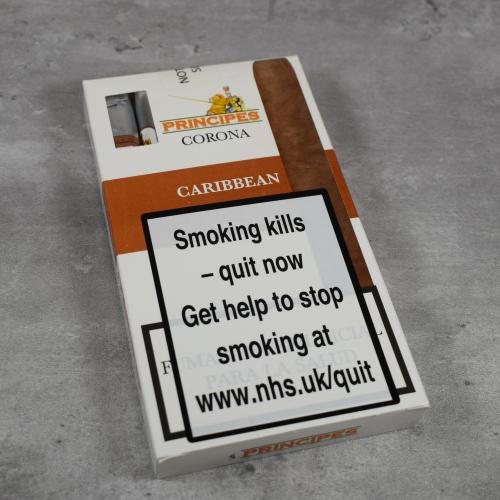 PRINCIPES
CORONA
CARIBBEAN
Smoking kills
– quit now
Get help to stop
smoking at
www.nhs.uk/quit
PARA LA SALUD
PRINCIPES